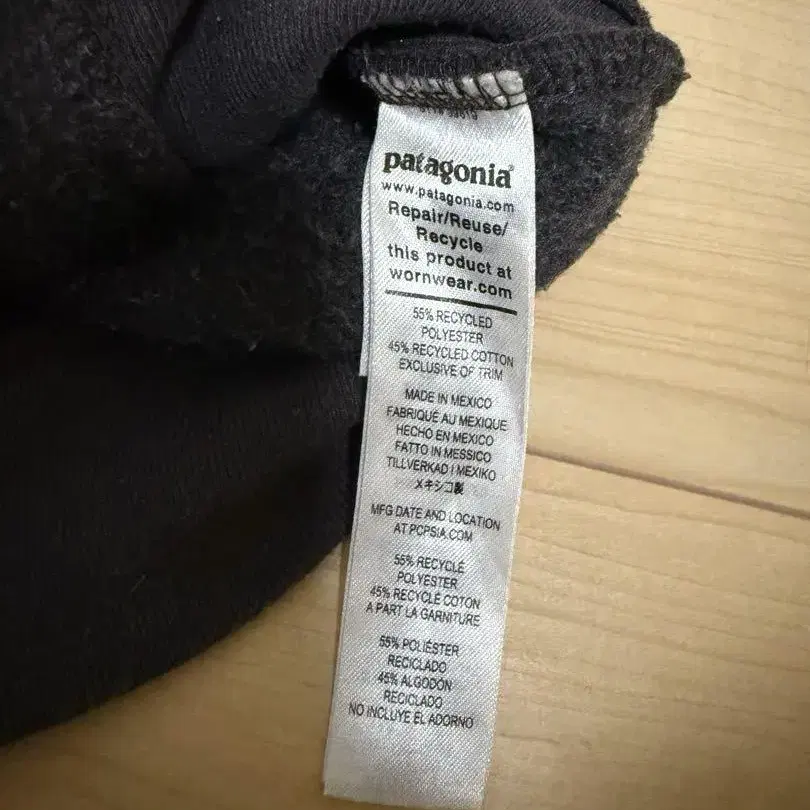 patagonia®
www.patagonia.com
Repair/Reuse/
Recycle
this product at
wornwear.com
55% RECYCLED
POLYESTER
45% RECYCLED COTTON
EXCLUSIVE OF TRIM
MADE IN MEXICO
FABRIQUÉ AU MEXIQUE
HECHO EN MEXICO
FATTO IN MESSICO
TILLVERKAD I MEXIKO
メキシコ製
MFG DATE AND LOCATION
AT PCPSIA.COM
55% RECYCLÉ
POLYESTER
45% RECYCLÉ COTON
A PART LA GARNITURE
55% POLIÉSTER
RECICLADO
45% ALGODÓN
RECICLADO
NO INCLUYE EL ADORNO